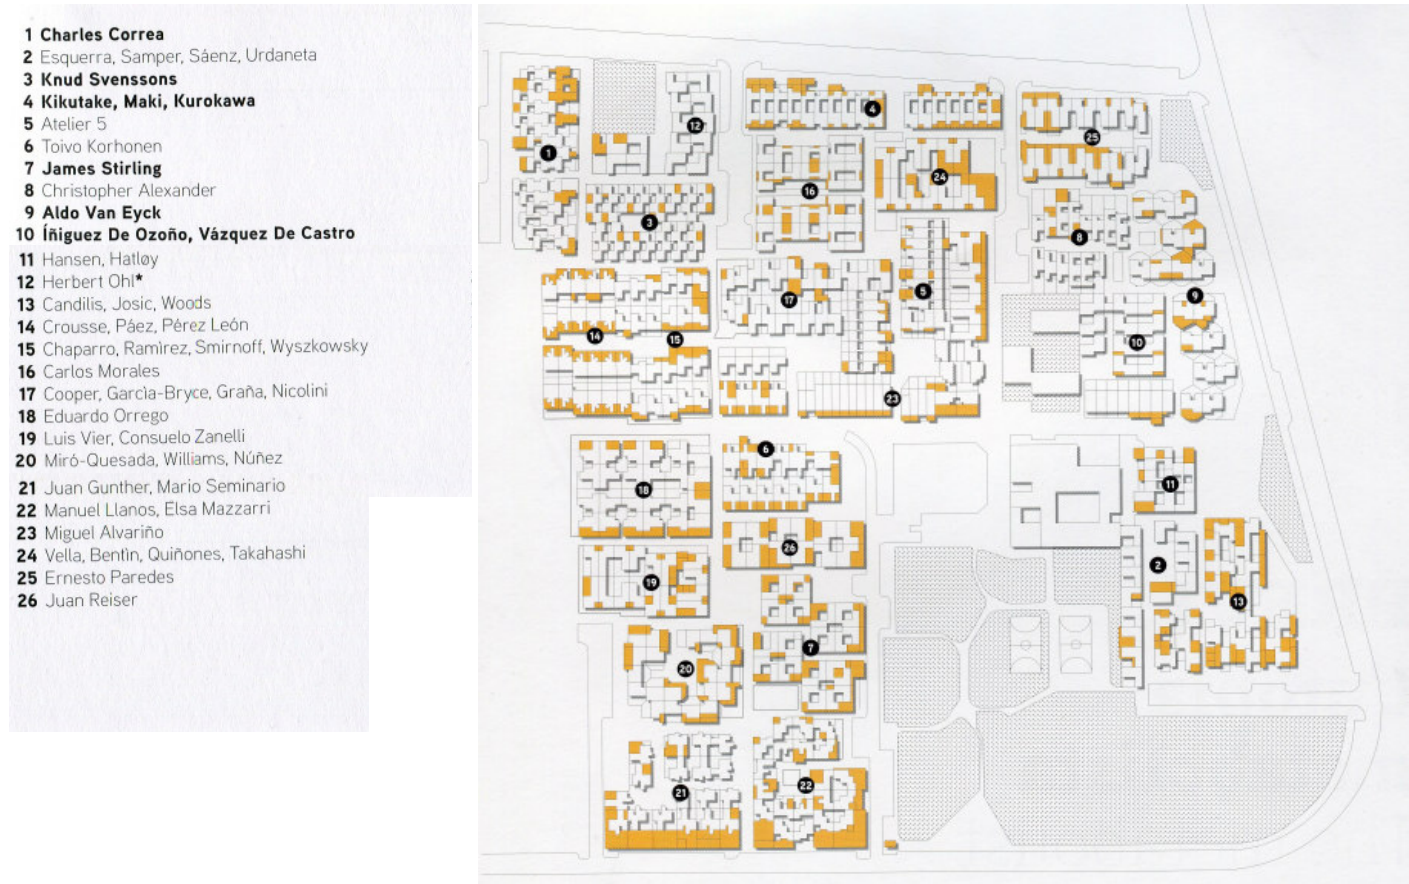 1 Charles Correa
2 Esquerra, Samper, Sáenz, Urdaneta
3 Knud Svenssons
4 Kikutake, Maki, Kurokawa
5 Atelier 5
6 Toivo Korhonen
7 James Stirling
8 Christopher Alexander
9 Aldo Van Eyck
10 Íñiguez De Ozoño, Vázquez De Castro
11 Hansen, Hatløy
12 Herbert Ohl*
13 Candilis, Josic, Woods
14 Crousse, Páez, Pérez León
15 Chaparro, Ramìrez, Smirnoff, Wyszkowsky
16 Carlos Morales
17 Cooper, Garcìa-Bryce, Graña, Nicolini
18 Eduardo Orrego
19 Luis Vier, Consuelo Zanelli
20 Miró-Quesada, Williams, Núñez
21 Juan Gunther, Mario Seminario
22 Manuel Llanos, Elsa Mazzarri
23 Miguel Alvariño
24 Vella, Bentìn, Quiñones, Takahashi
25 Ernesto Paredes
26 Juan Reiser
4
12
25
1
24
16
3
8
5
9
17
14
15
10
23
6
11
18
26
2
19
13
7
20
22
21